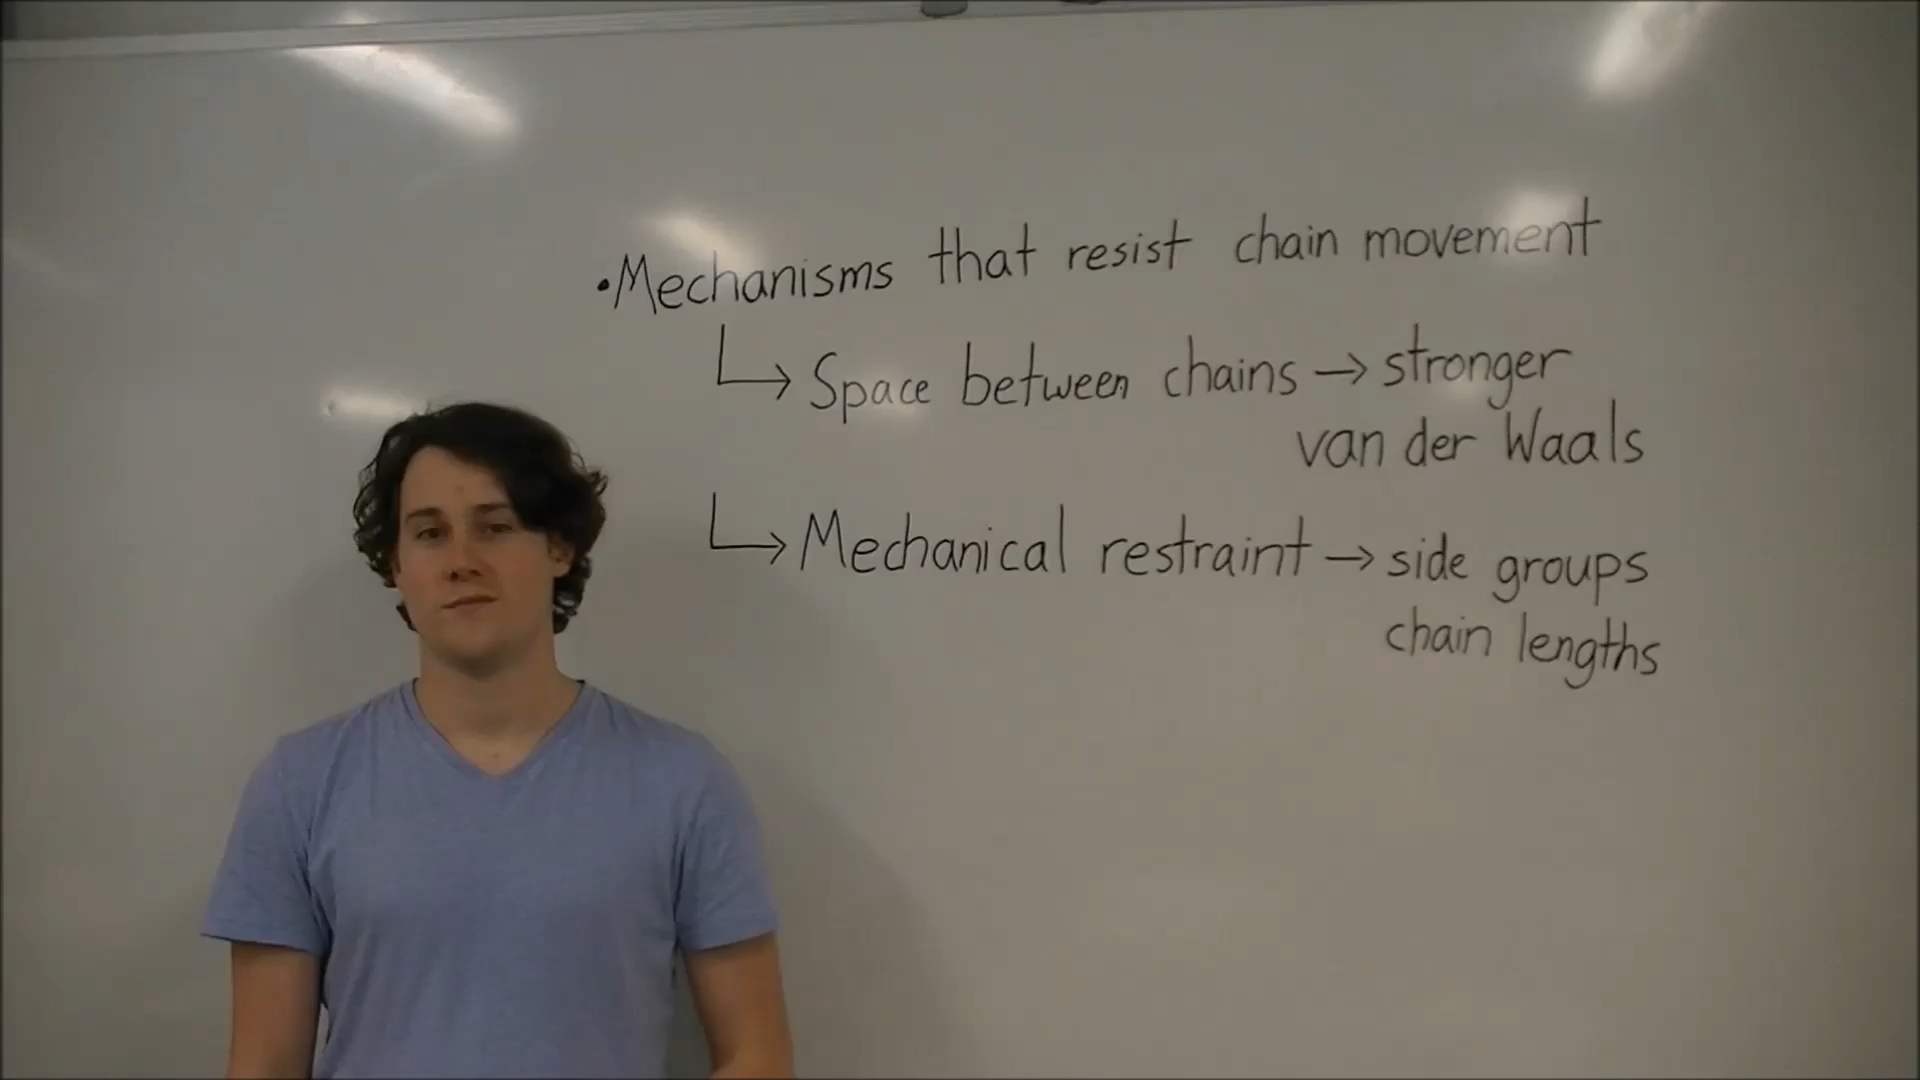 •Mechanisms that resist chain movement
↳ Space between chains → stronger
van der Waals
↳ Mechanical restraint → side groups
chain lengths